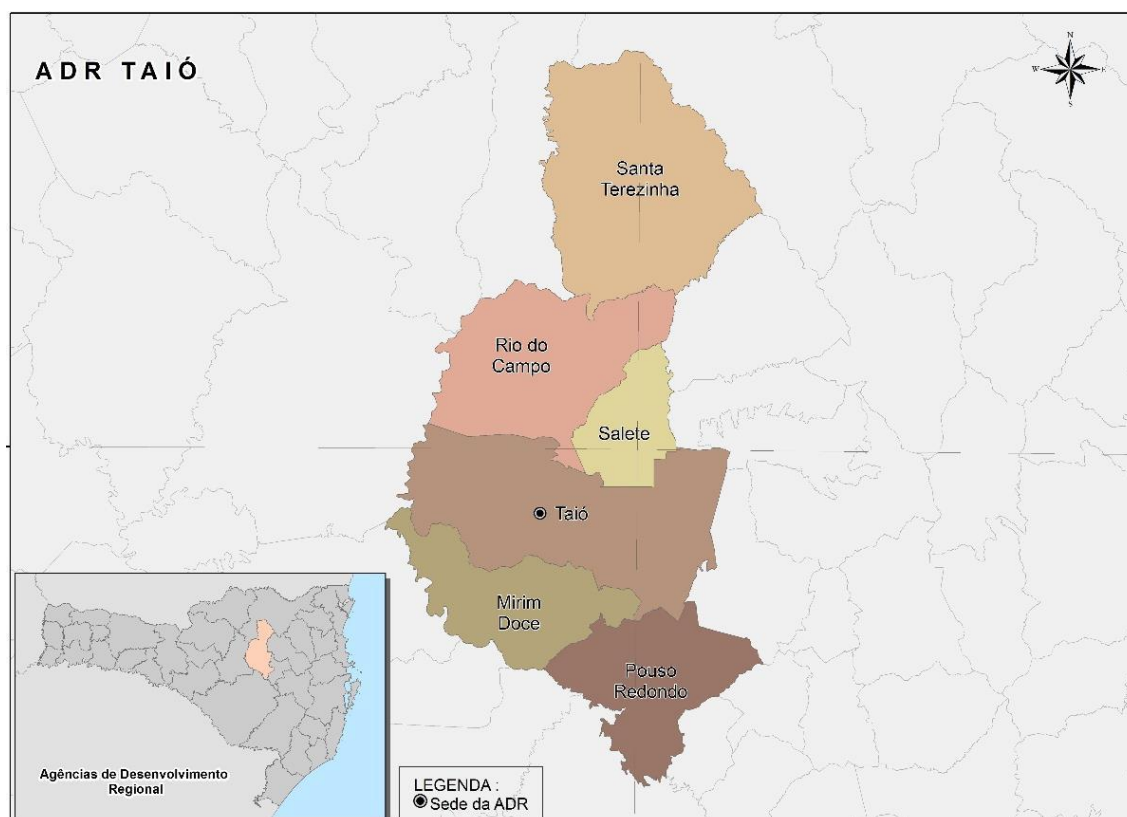 ADR TAIÓ
N
W
E
S
Santa
Terezinha
Rio do
Campo
Salete
Taió
Mirim
Doce
Pouso
Redondo
Agências de Desenvolvimento
Regional
LEGENDA :
Sede da ADR